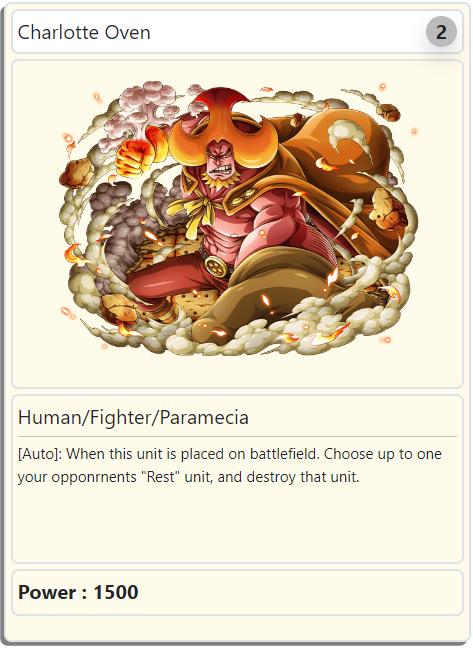 Charlotte Oven
2
Human/Fighter/Paramecia
[Auto]: When this unit is placed on battlefield. Choose up to one
your opponrnents "Rest" unit, and destroy that unit.
Power : 1500